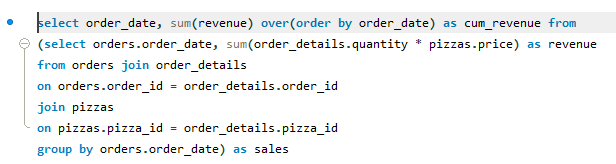 select order_date, sum(revenue) over(order by order_date) as cum_revenue from
(select orders.order_date, sum(order_details.quantity * pizzas.price) as revenue
from orders join order_details
on orders.order_id = order_details.order_id
join pizzas
on pizzas.pizza_id = order_details.pizza_id
group by orders.order_date) as sales